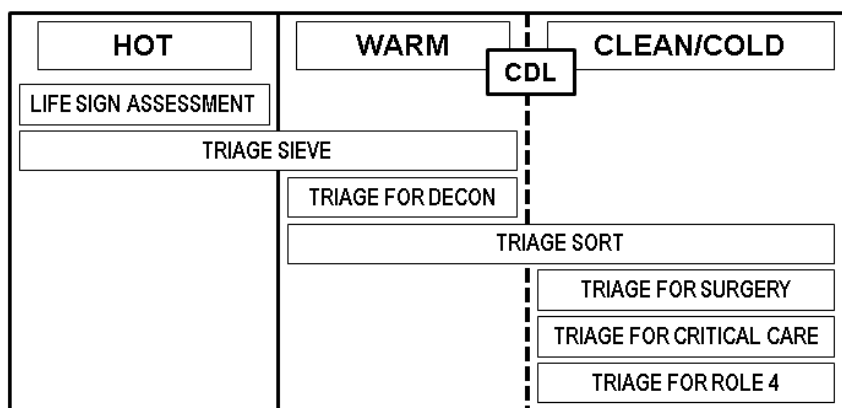 HOT
WARM
CLEAN/COLD
CDL
LIFE SIGN ASSESSMENT
TRIAGE SIEVE
TRIAGE FOR DECON
TRIAGE SORT
TRIAGE FOR SURGERY
TRIAGE FOR CRITICAL CARE
TRIAGE FOR ROLE 4